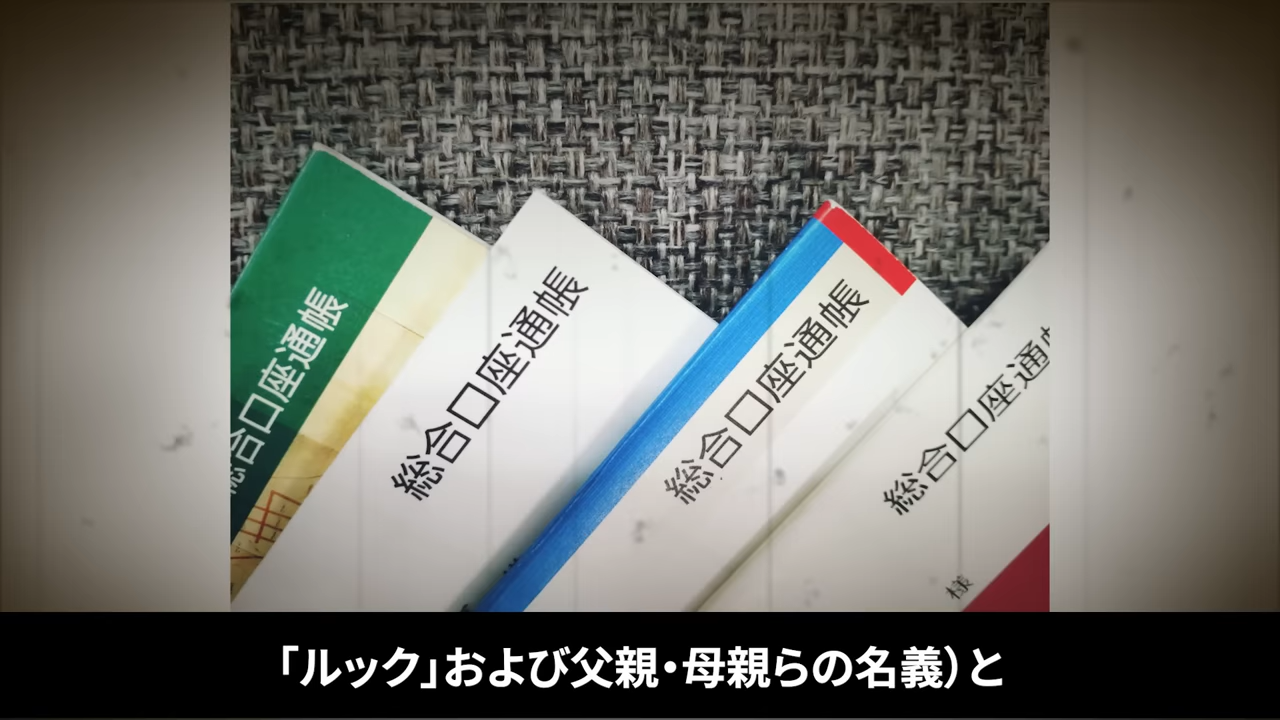 総合口座通帳
総合口座通帳
総合口座通帳
総合口座通
様
「ルック」および父親・母親らの名義）と